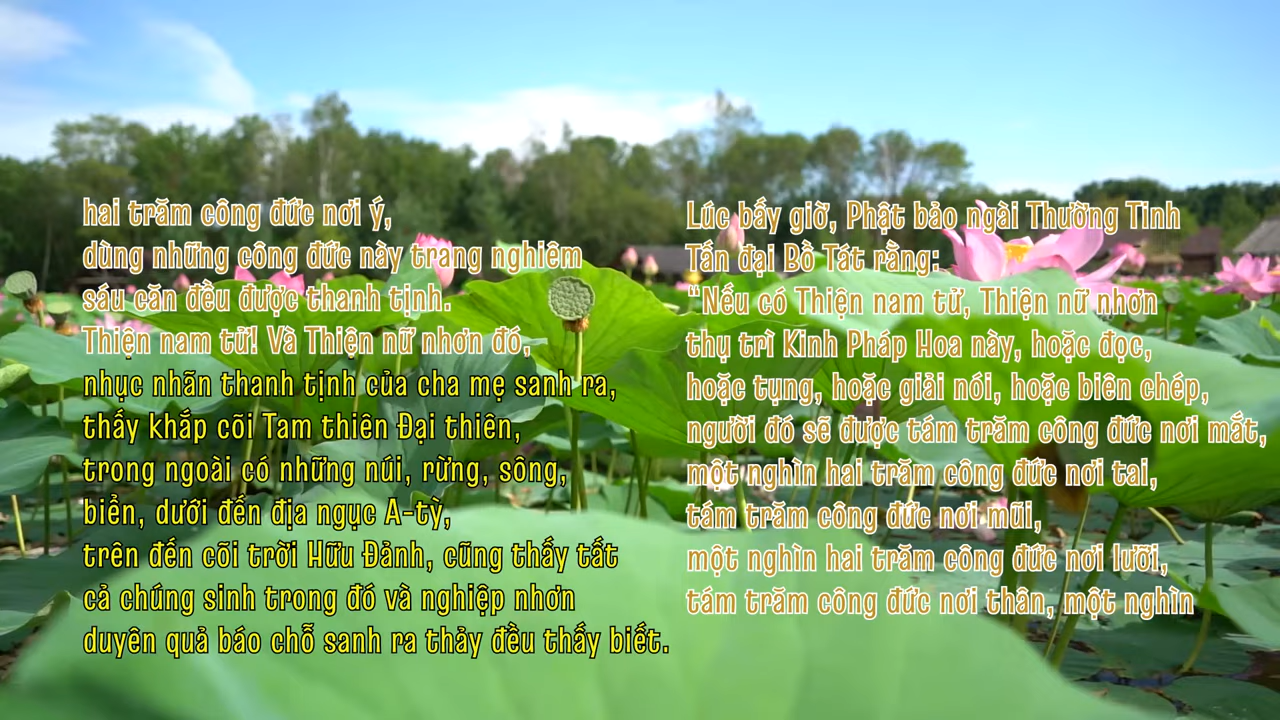 Lúc bấy giờ, Phật bảo ngài Thường Tinh
Tấn đại Bồ Tát rằng:
“Nếu có Thiện nam tử, Thiện nữ nhơn
thụ trì Kinh Pháp Hoa này, hoặc đọc,
hoặc tụng, hoặc giải nói, hoặc biên chép,
người đó sẽ được tám trăm công đức nơi mắt,
một nghìn hai trăm công đức nơi tai,
tám trăm công đức nơi mũi,
một nghìn hai trăm công đức nơi lưỡi,
tám trăm công đức nơi thân, một nghìn
hai trăm công đức nơi ý,
dùng những công đức này trang nghiêm
sáu căn đều được thanh tịnh.
Thiện nam tử! Và Thiện nữ nhơn đó,
nhục nhãn thanh tịnh của cha mẹ sanh ra,
thấy khắp cõi Tam thiên Đại thiên,
trong ngoài có những núi, rừng, sông,
biển, dưới đến địa ngục A-tỳ,
trên đến cõi trời Hữu Đảnh, cũng thấy tất
cả chúng sinh trong đó và nghiệp nhơn
duyên quả báo chỗ sanh ra thảy đều thấy biết.